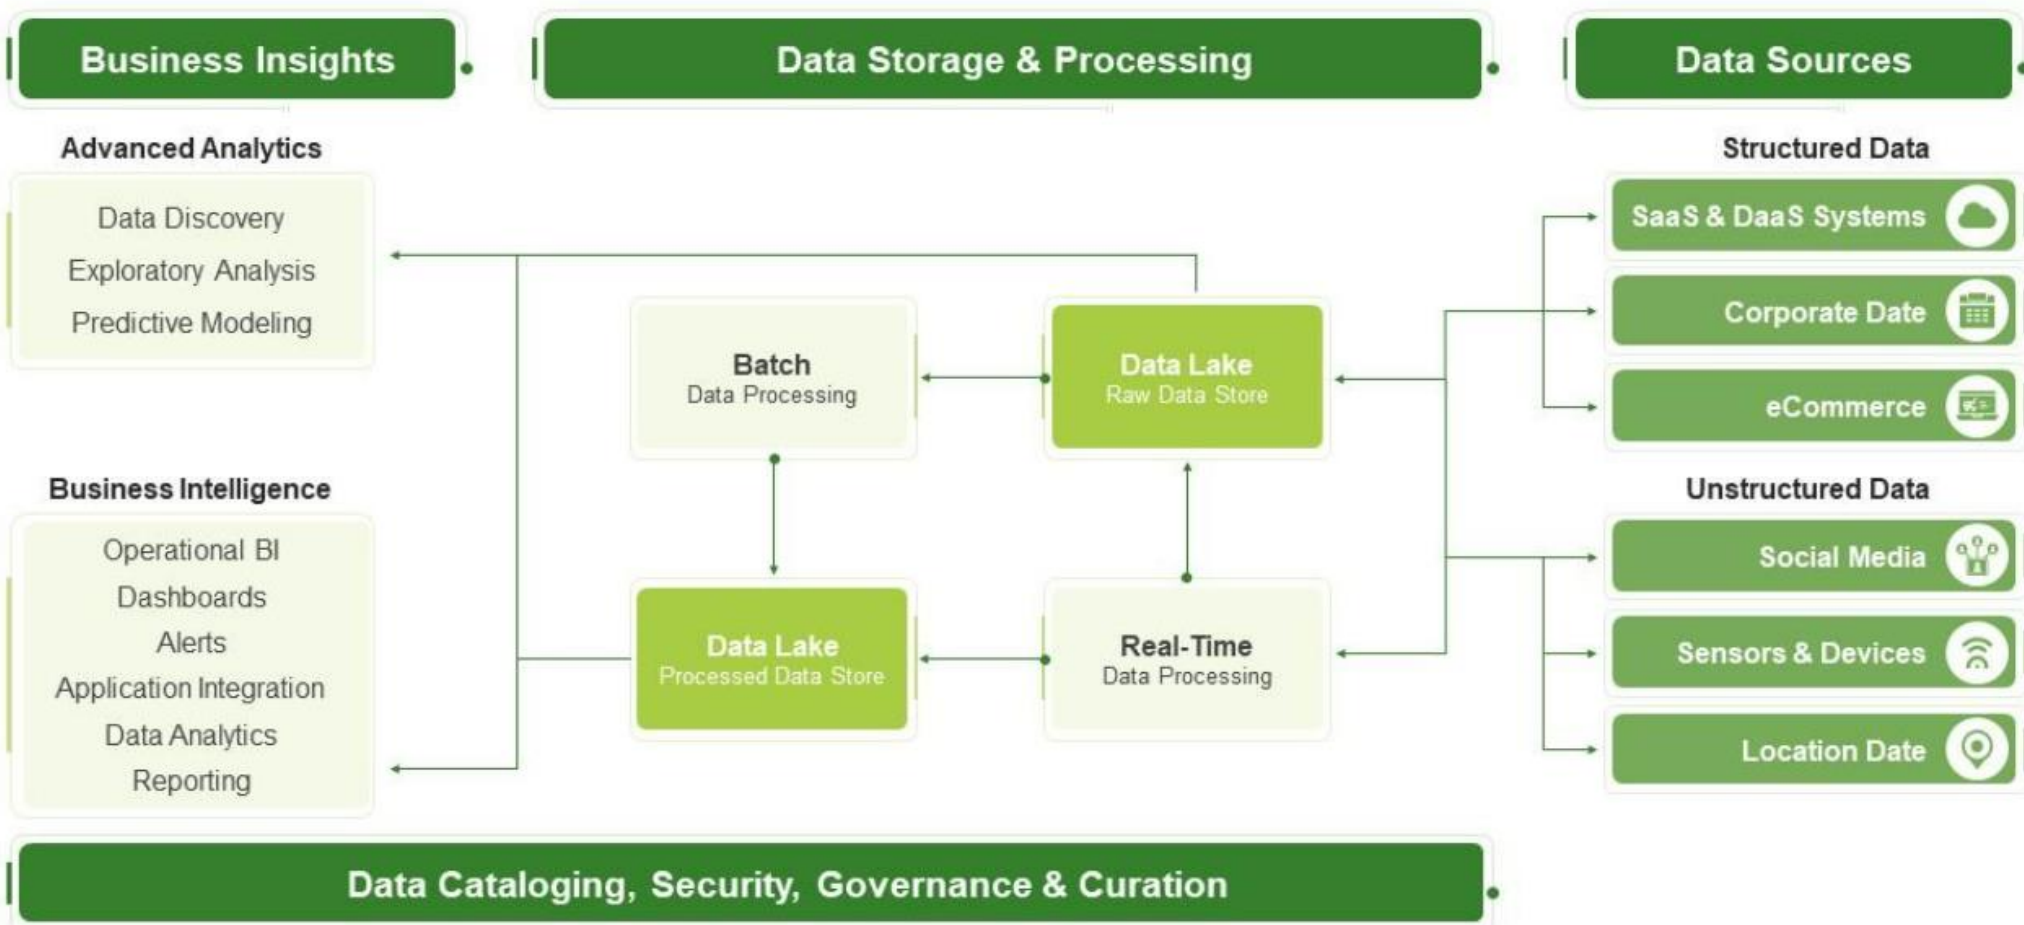 Business Insights
Data Storage & Processing
Data Sources
Advanced Analytics
Data Discovery
Exploratory Analysis
Predictive Modeling
Business Intelligence
Operational BI
Dashboards
Alerts
Application Integration
Data Analytics
Reporting
Batch
Data Processing
Data Lake
Raw Data Store
Data Lake
Processed Data Store
Real-Time
Data Processing
Structured Data
SaaS & DaaS Systems
Corporate Date
eCommerce
Unstructured Data
Social Media
Sensors & Devices
Location Date
Data Cataloging, Security, Governance & Curation